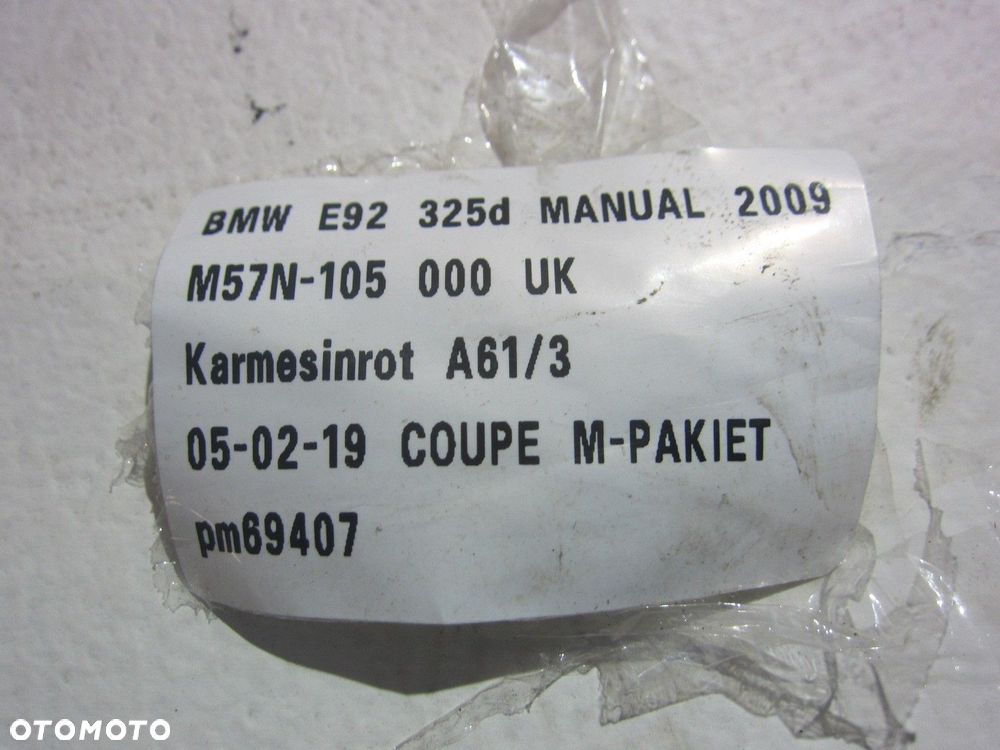 BMW E92 325d MANUAL 2009
M57N-105 000 UK
Karmesinrot A61/3
05-02-19 COUPE M-PAKIET
pm69407
OTOMOTO